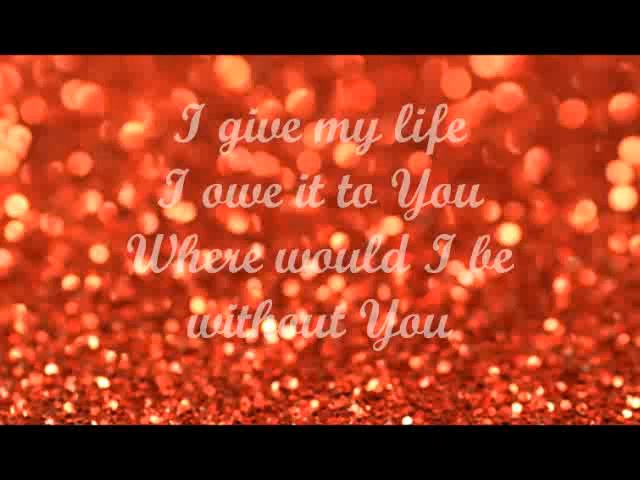 I give my life
I owe it to You
Where would I be
without You